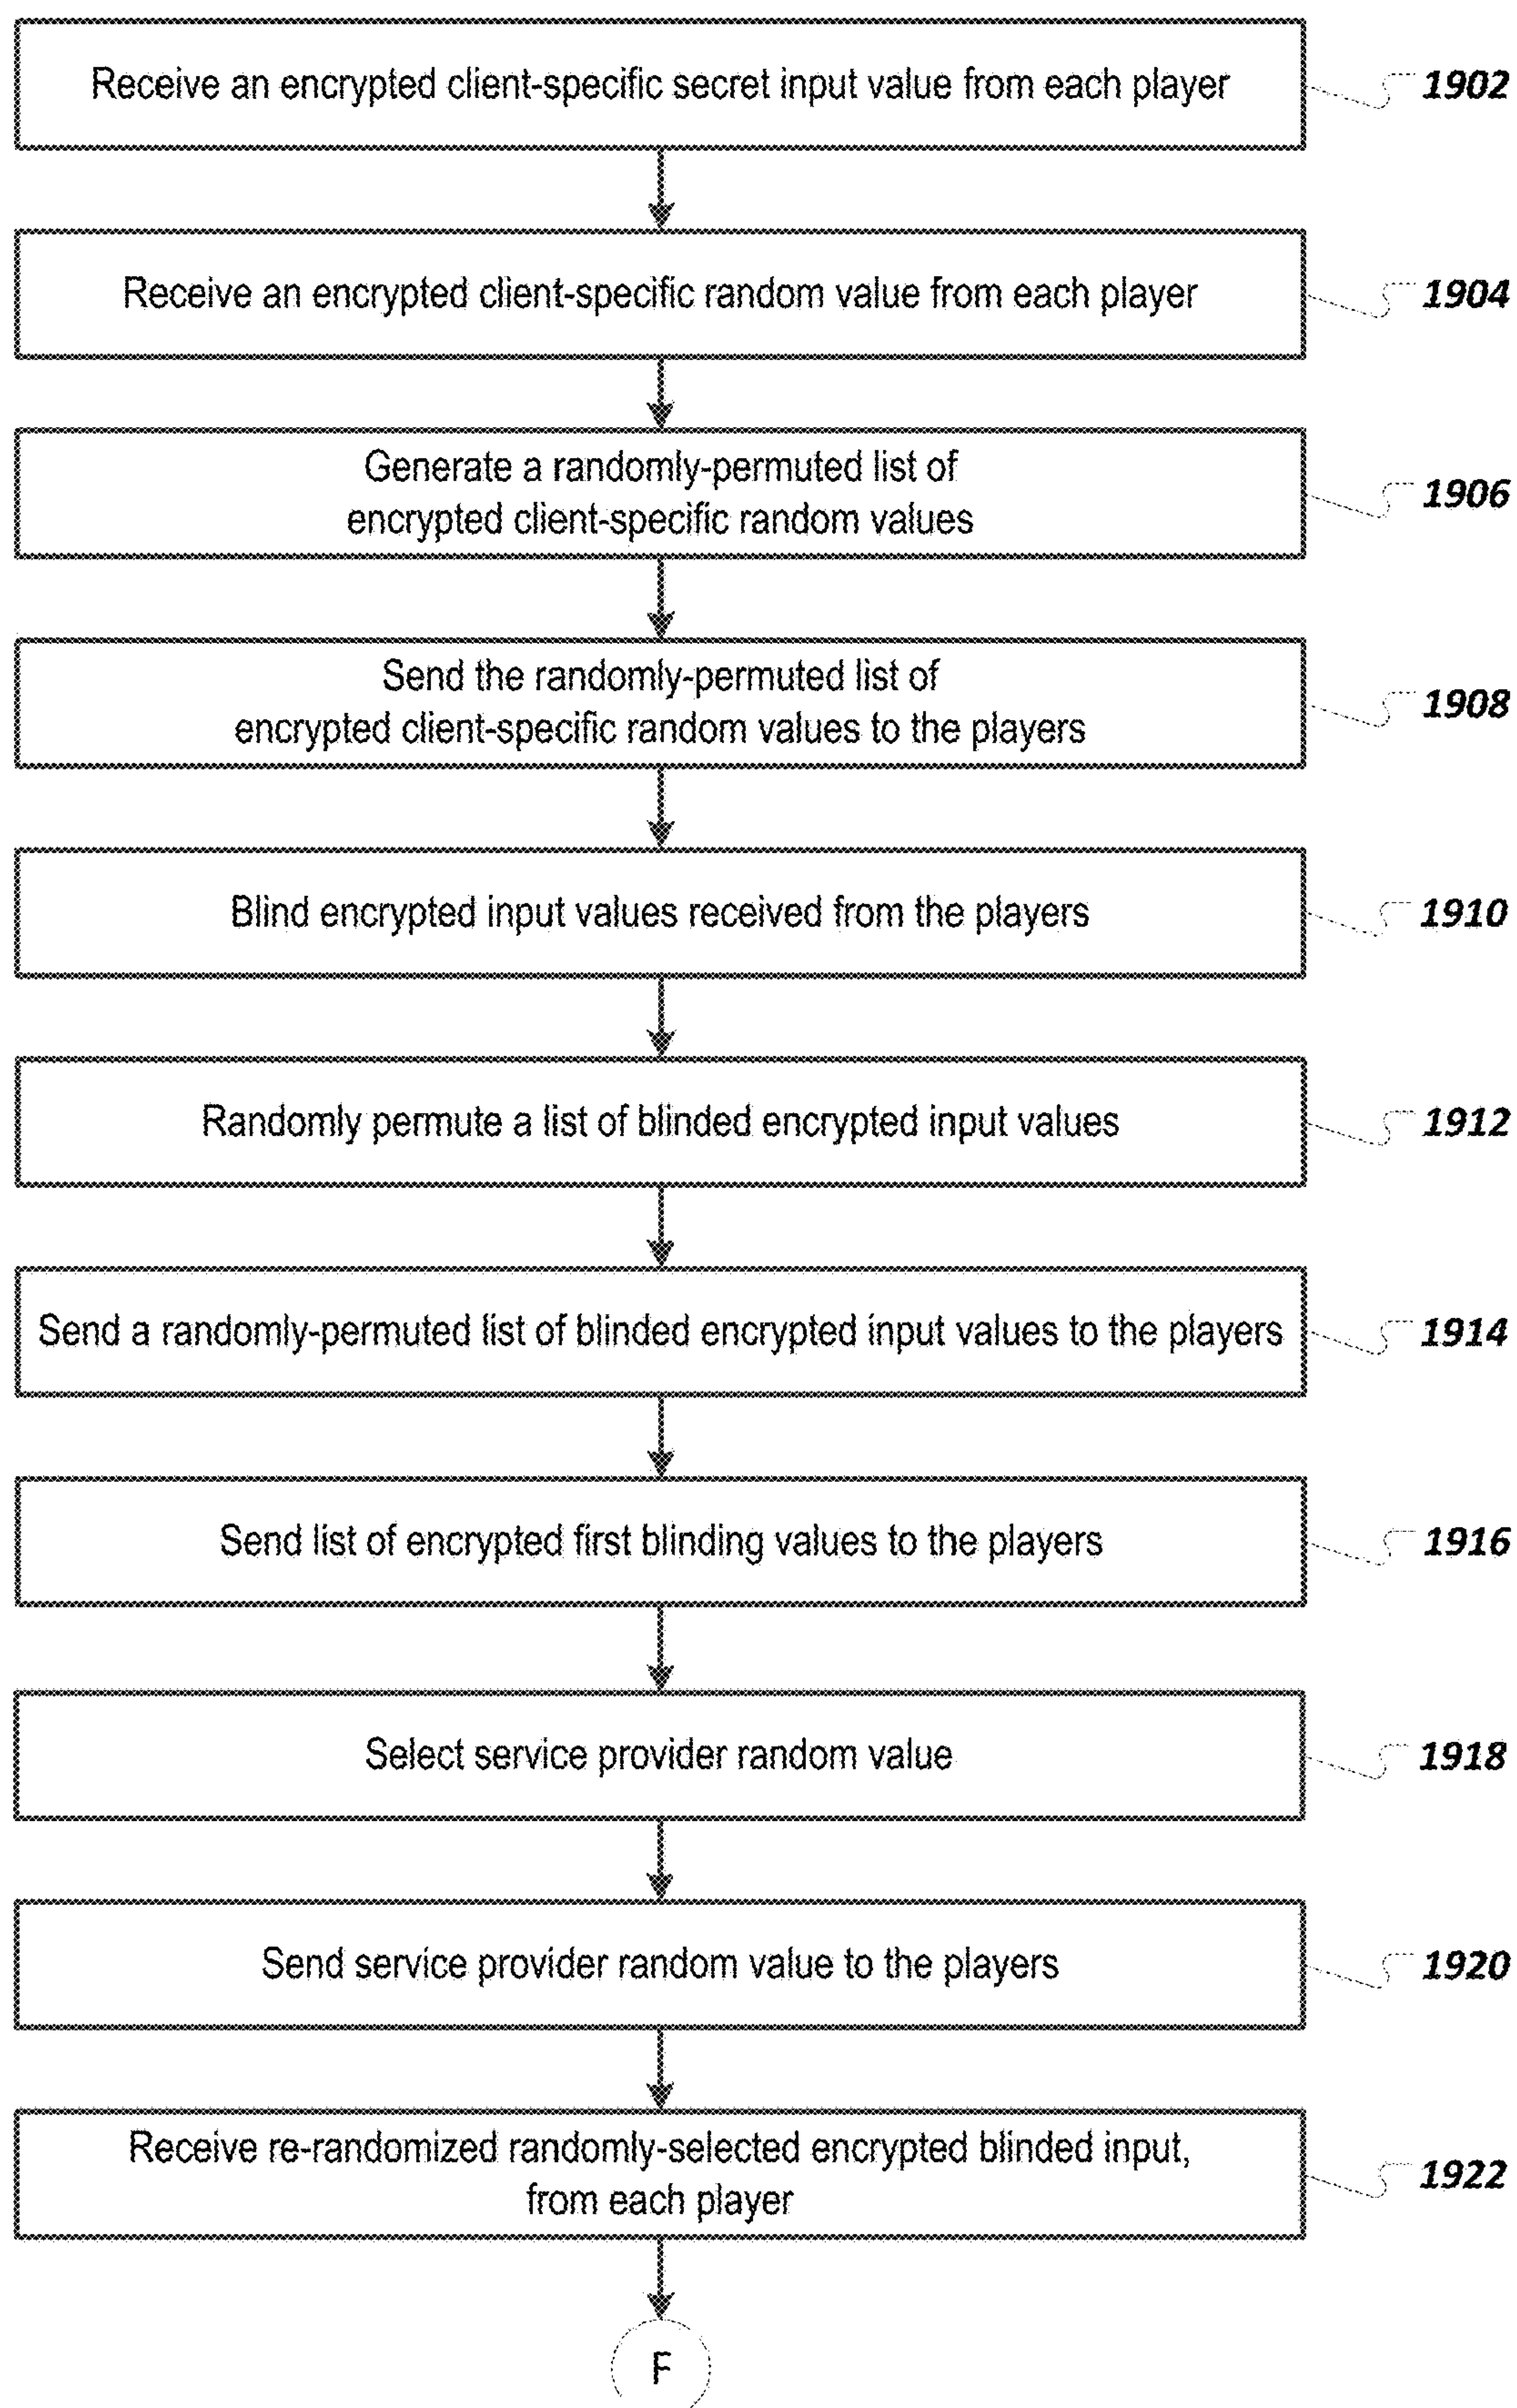 Receive an encrypted client-specific secret input value from each player
1902
Receive an encrypted client-specific random value from each player
1904
Generate a randomly-permuted list of
encrypted client-specific random values
1906
Send the randomly-permuted list of
encrypted client-specific random values to the players
1908
Blind encrypted input values received from the players
1910
Randomly permute a list of blinded encrypted input values
1912
Send a randomly-permuted list of blinded encrypted input values to the players
1914
Send list of encrypted first blinding values to the players
1916
Select service provider random value
1918
Send service provider random value to the players
1920
Receive re-randomized randomly-selected encrypted blinded input,
from each player
1922
F